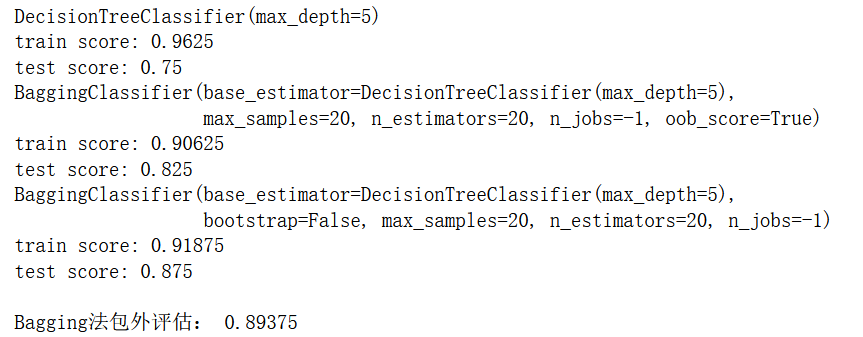 DecisionTreeClassifier(max_depth=5)
train score: 0.9625
test score: 0.75
BaggingClassifier(base_estimator=DecisionTreeClassifier(max_depth=5),
max_samples=20, n_estimators=20, n_jobs=-1, oob_score=True)
train score: 0.90625
test score: 0.825
BaggingClassifier(base_estimator=DecisionTreeClassifier(max_depth=5),
bootstrap=False, max_samples=20, n_estimators=20, n_jobs=-1)
train score: 0.91875
test score: 0.875
Bagging法包外评估： 0.89375